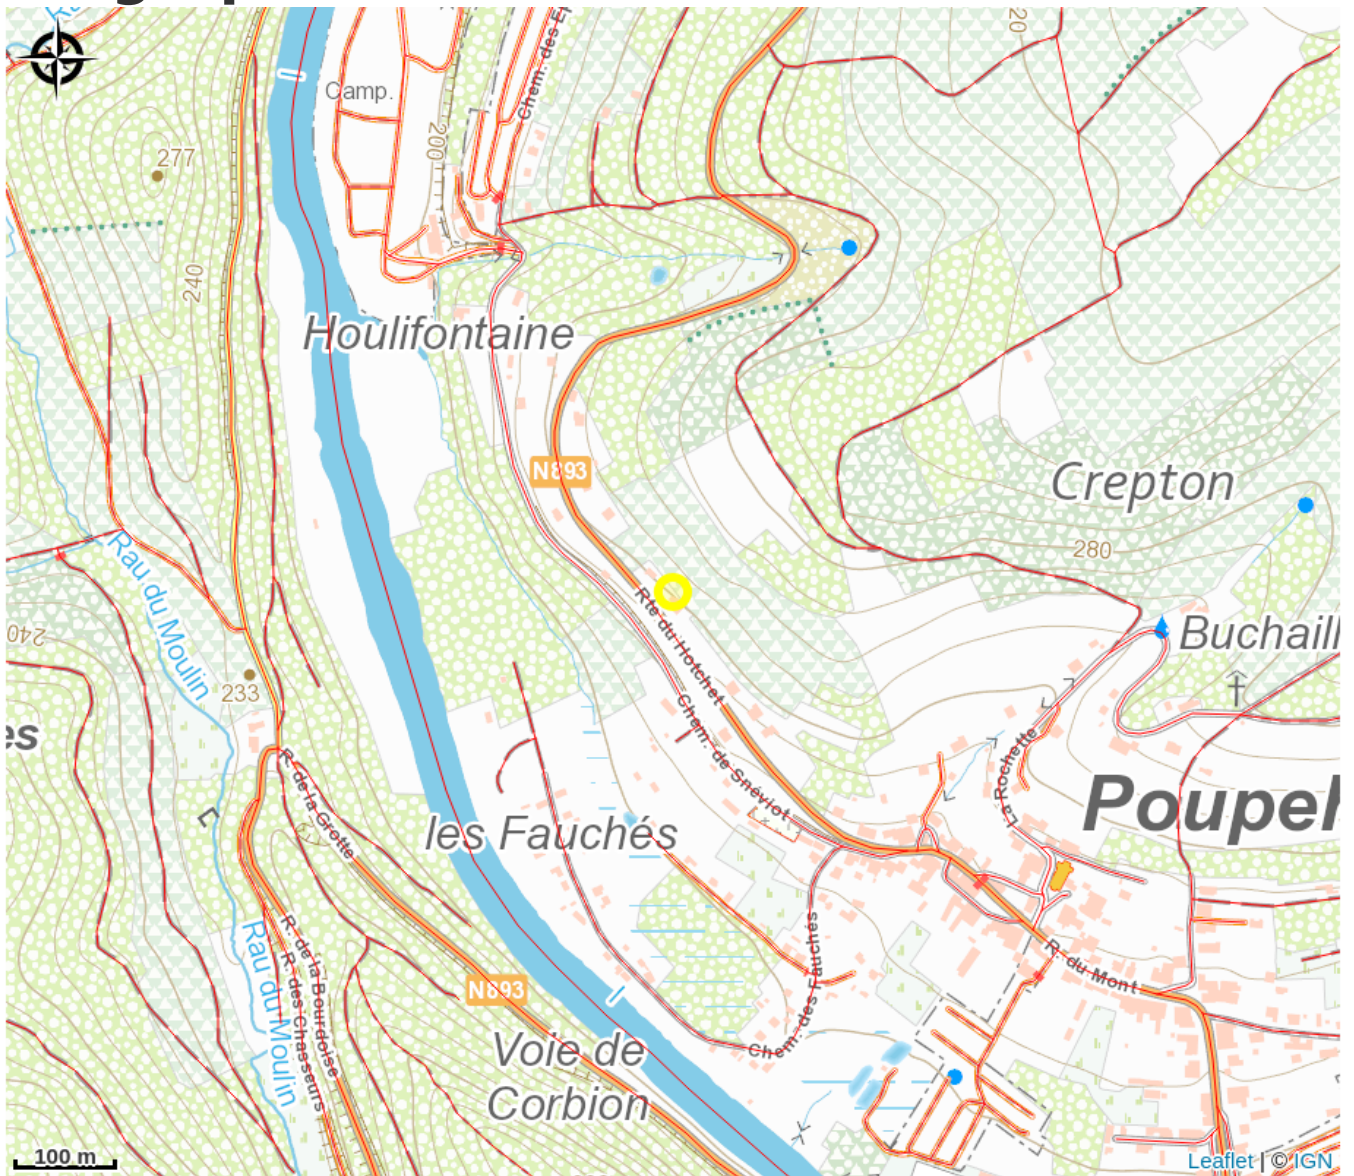 Camp.
Chem. des
200
20
277
240
Houlifontaine
N893
Crepton
280
Rau du Moulin
240
233
Rte. du Hotchet
Buchaill
es
Chem. de Snéviot
La Rochette
Poupeh
R. de la Grotte
les Fauchés
R. de la Bourdoise
R. des Chasseurs
Rau du Moulin
N893
Chem. des Fauchés
R. du Mont
Voie de
Corbion
100 m
Leaflet | © IGN